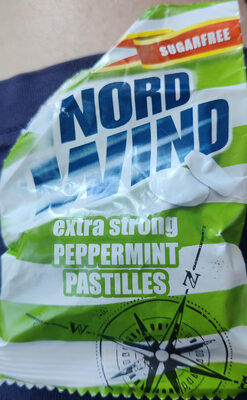 SUGARFREE
NORD
WIND
extra strong
PEPPERMINT
PASTILLES
N
W